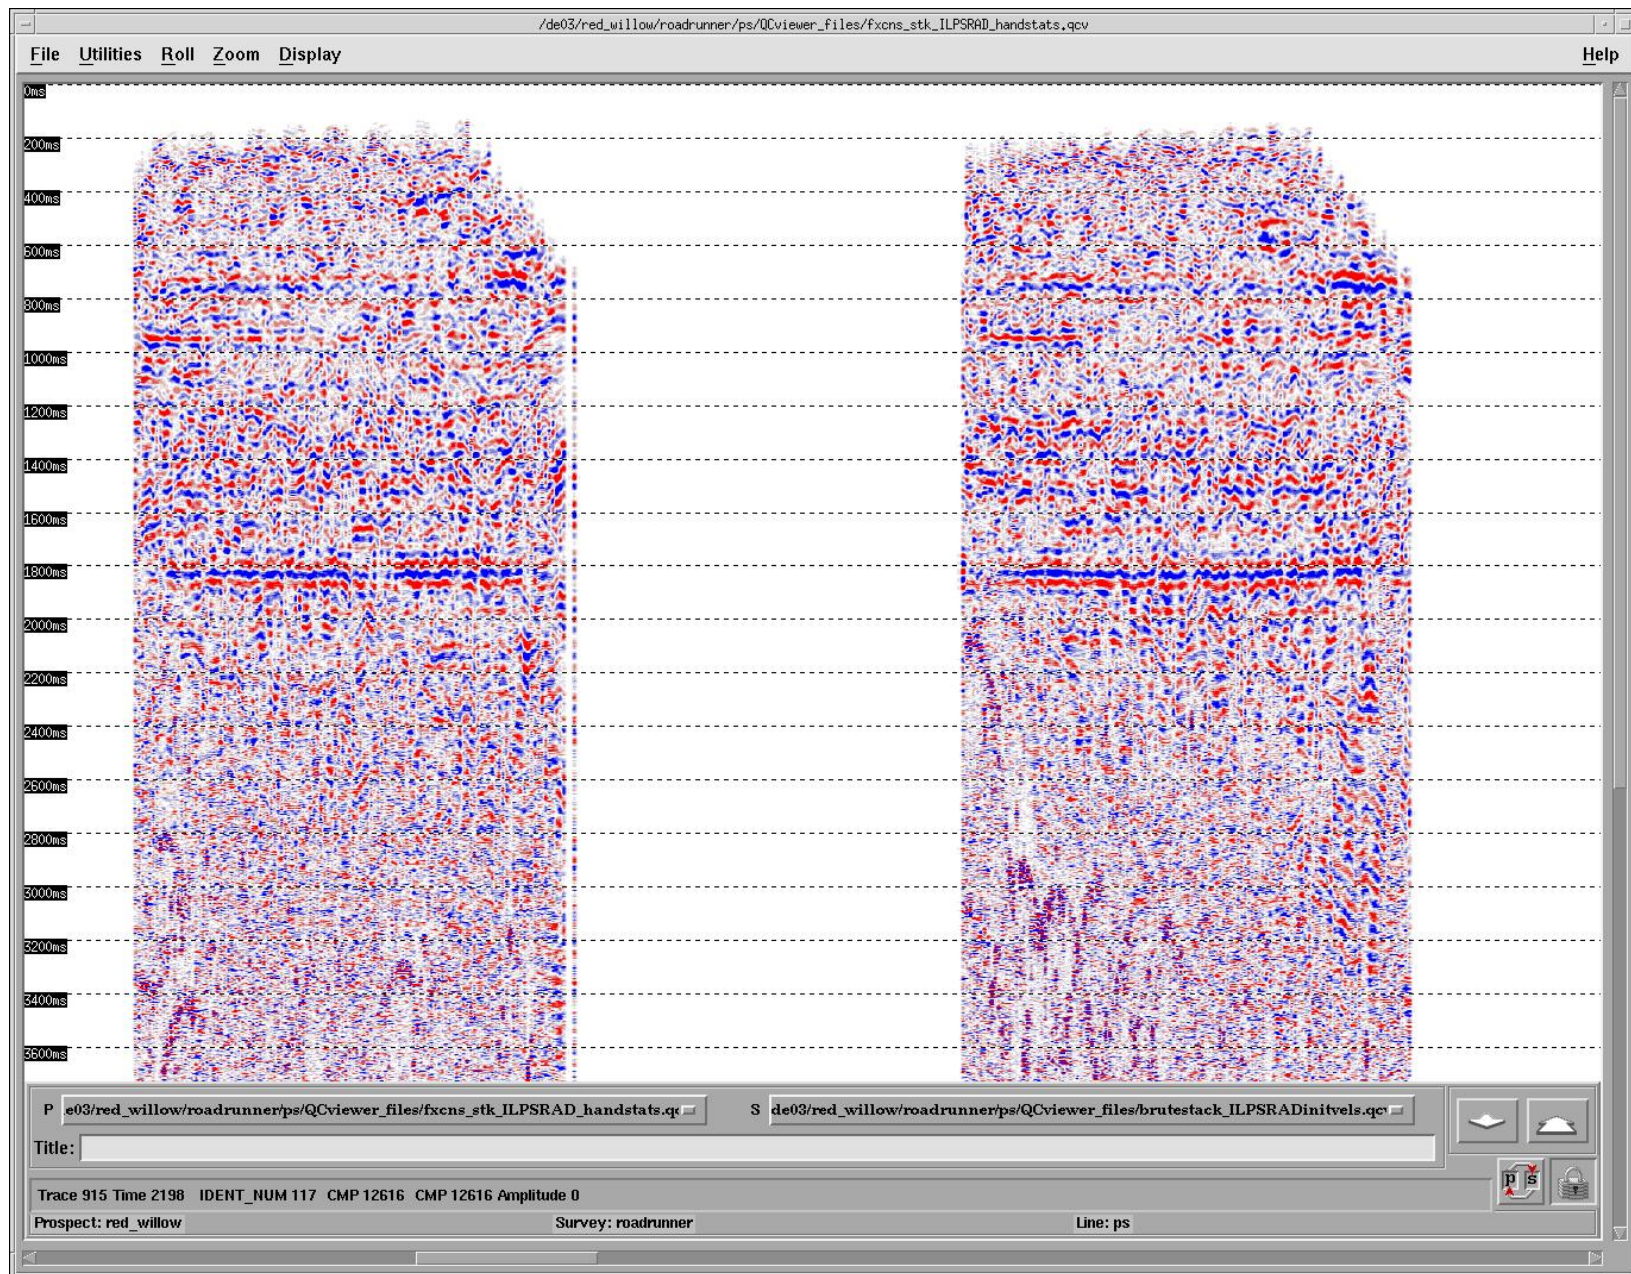 /de03/red_willow/roadrunner/ps/QCviewer_files/fxcns_stk_ILPSRAD_handstats.qcv
File Utilities Roll Zoom Display Help
0ms
200ms
400ms
600ms
800ms
1000ms
1200ms
1400ms
1600ms
1800ms
2000ms
2200ms
2400ms
2600ms
2800ms
3000ms
3200ms
3400ms
3600ms
P .e03/red_willow/roadrunner/ps/QCviewer_files/fxcns_stk_ILPSRAD_handstats.qc S de03/red_willow/roadrunner/ps/QCviewer_files/brutestack_ILPSRADinitvels.qcv
Title:
p s
Trace 915 Time 2198 IDENT_NUM 117 CMP 12616 CMP 12616 Amplitude 0
Prospect: red_willow Survey: roadrunner Line: ps